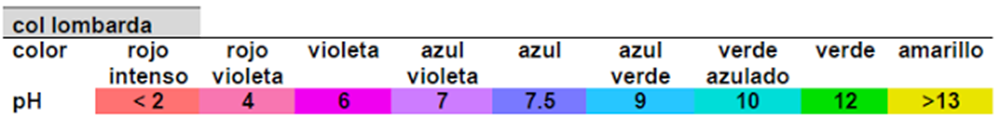 col lombarda
color rojo intenso rojo violeta violeta azul violeta azul azul verde verde azulado verde amarillo
pH < 2 4 6 7 7.5 9 10 12 >13